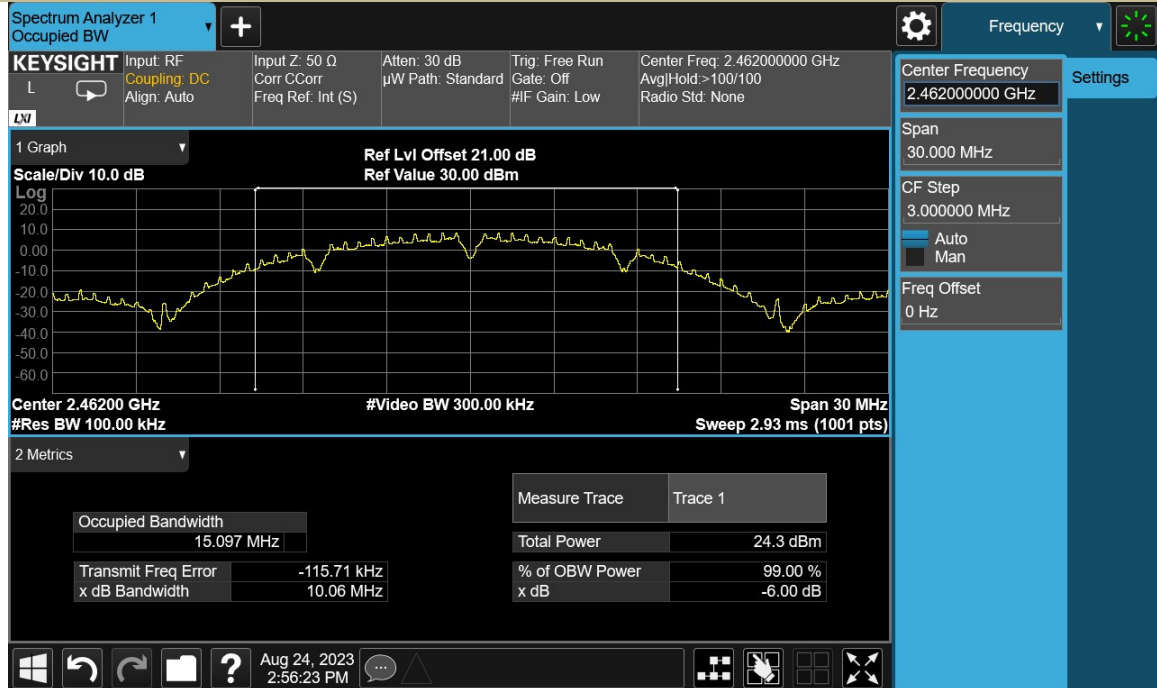 Spectrum Analyzer 1
Occupied BW
Frequency
KEYSIGHT
L
LXI
Input: RF
Coupling: DC
Align: Auto
Input Z: 50 Ω
Corr CCorr
Freq Ref: Int (S)
Atten: 30 dB
µW Path: Standard
Trig: Free Run
Gate: Off
#IF Gain: Low
Center Freq: 2.462000000 GHz
Avg|Hold:>100/100
Radio Std: None
Center Frequency
2.462000000 GHz
Settings
Span
30.000 MHz
CF Step
3.000000 MHz
Auto
Man
Freq Offset
0 Hz
1 Graph
Scale/Div 10.0 dB
Ref Lvl Offset 21.00 dB
Ref Value 30.00 dBm
Log
20.0
10.0
0.00
-10.0
-20.0
-30.0
-40.0
-50.0
-60.0
Center 2.46200 GHz
#Video BW 300.00 kHz
Span 30 MHz
#Res BW 100.00 kHz
Sweep 2.93 ms (1001 pts)
2 Metrics
Measure Trace
Trace 1
Occupied Bandwidth
15.097 MHz
Total Power
24.3 dBm
Transmit Freq Error
-115.71 kHz
% of OBW Power
99.00 %
x dB Bandwidth
10.06 MHz
x dB
-6.00 dB
?
Aug 24, 2023
2:56:23 PM